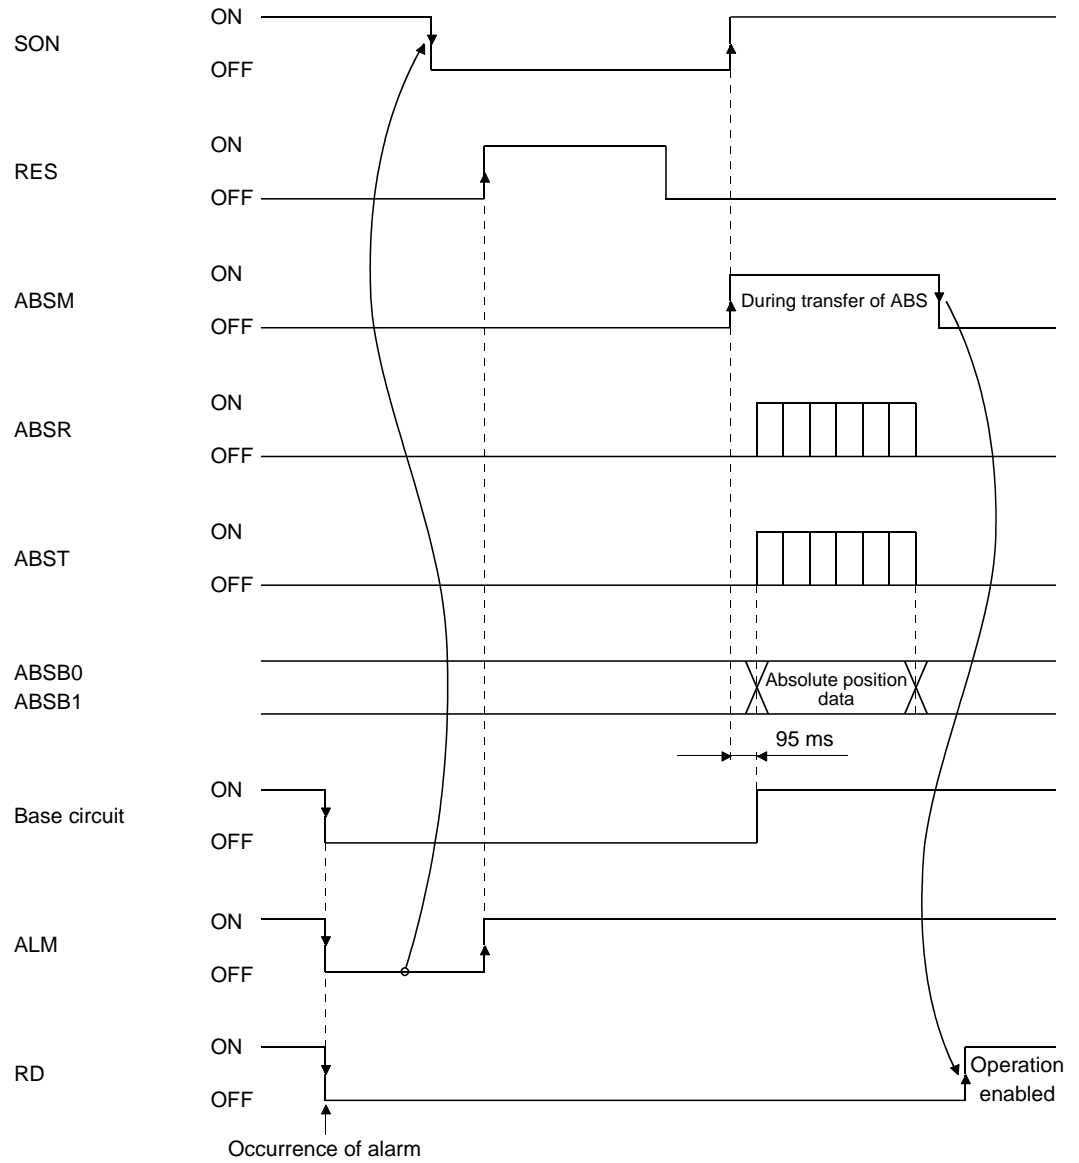 ON
SON
OFF
ON
RES
OFF
ON
ABSM
During transfer of ABS
OFF
ON
ABSR
OFF
ON
ABST
OFF
ABSB0
ABSB1
Absolute position
data
95 ms
ON
Base circuit
OFF
ON
ALM
OFF
ON
RD
Operation
enabled
OFF
Occurrence of alarm